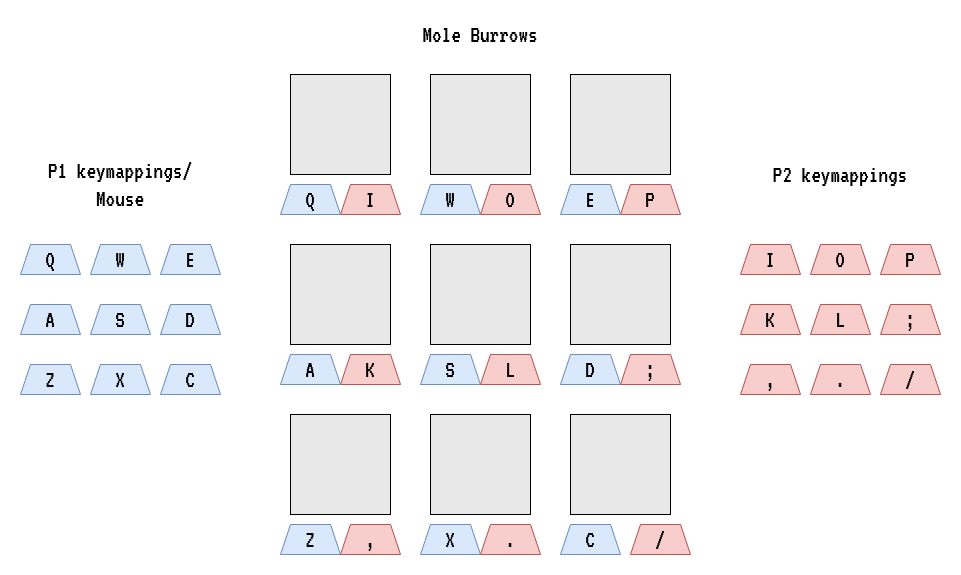 Mole Burrows
P1 keymappings/
Mouse
Q W E
A S D
Z X C
Q I W O E P
A K S L D ;
Z , X . C /
P2 keymappings
I O P
K L ;
, . /